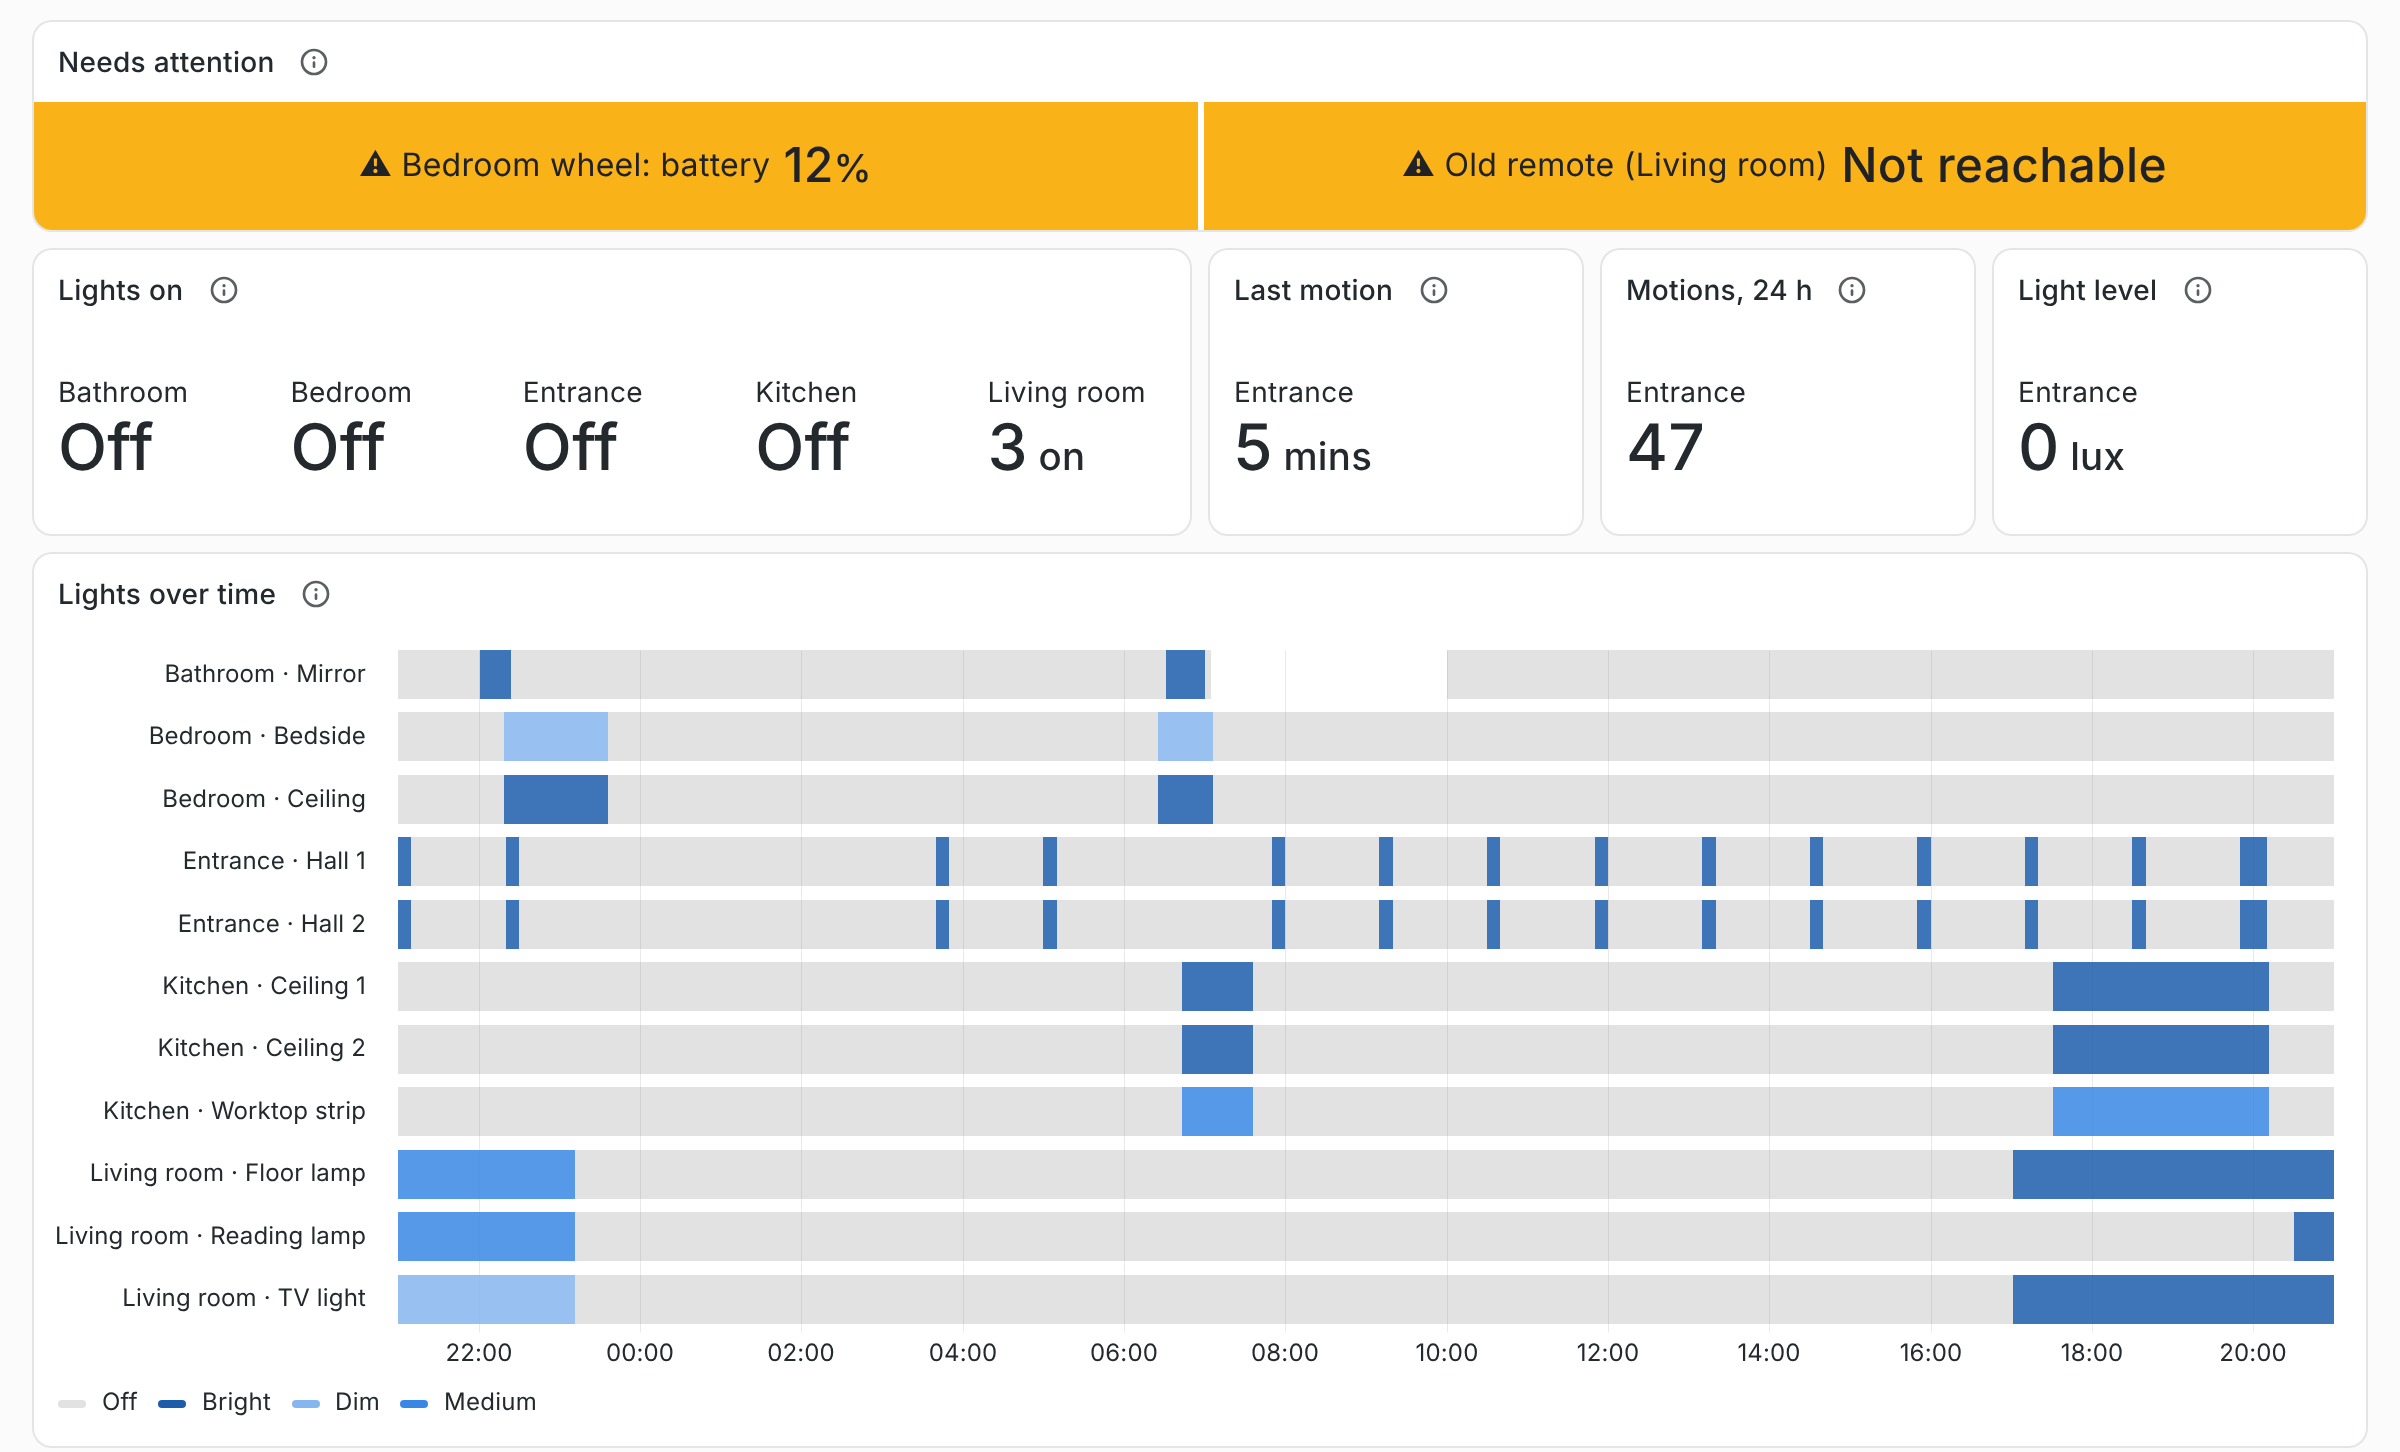 Needs attention
Bedroom wheel: battery 12%
Old remote (Living room) Not reachable
Lights on
Bathroom
Off
Bedroom
Off
Entrance
Off
Kitchen
Off
Living room
3 on
Last motion
Entrance
5 mins
Motions, 24 h
Entrance
47
Light level
Entrance
0 lux
Lights over time
Bathroom · Mirror
Bedroom · Bedside
Bedroom · Ceiling
Entrance · Hall 1
Entrance · Hall 2
Kitchen · Ceiling 1
Kitchen · Ceiling 2
Kitchen · Worktop strip
Living room · Floor lamp
Living room · Reading lamp
Living room · TV light
22:00 00:00 02:00 04:00 06:00 08:00 10:00 12:00 14:00 16:00 18:00 20:00
Off Bright Dim Medium